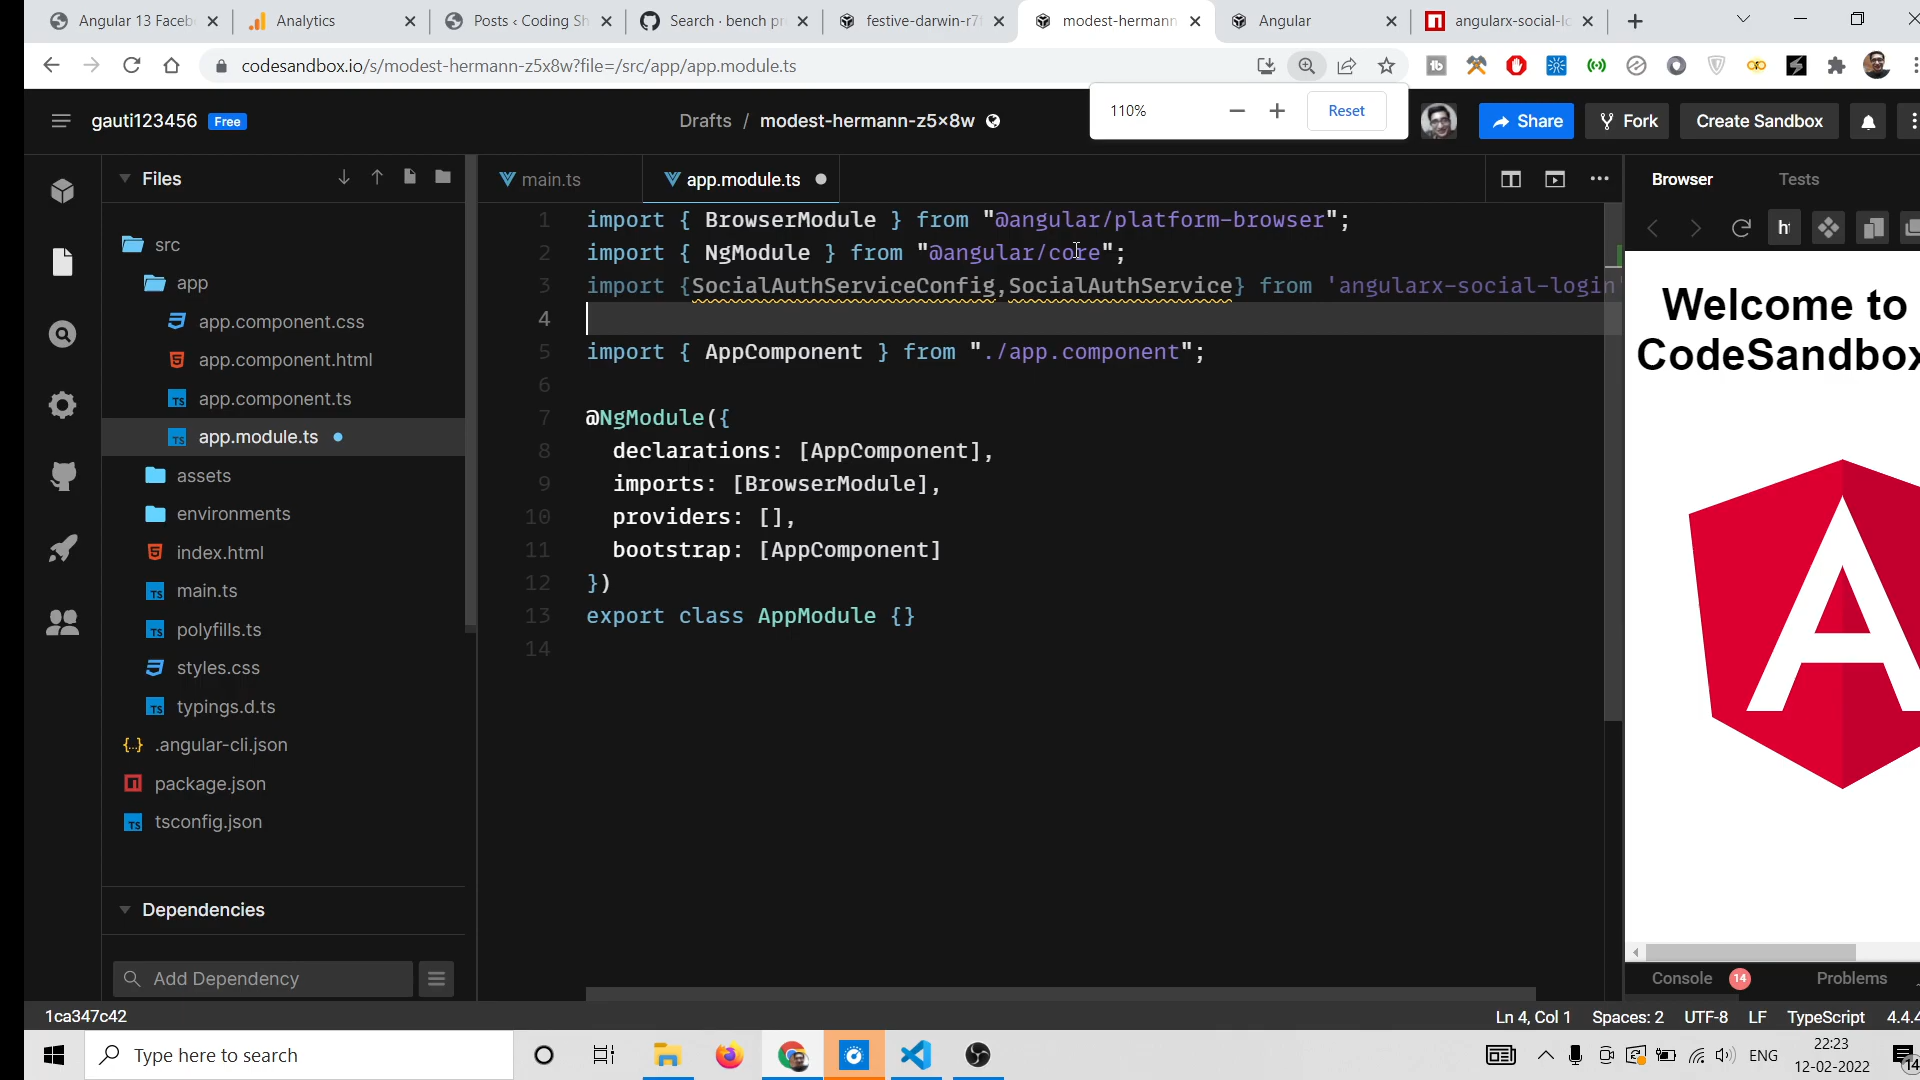 Angular 13 Faceb
Analytics
Posts ‹ Coding Sh
Search · bench pr
festive-darwin-r7
modest-hermann
Angular
angularx-social-lo
codesandbox.io/s/modest-hermann-z5x8w?file=/src/app/app.module.ts
110%
Reset
gauti123456 Free
Drafts / modest-hermann-z5x8w
Share
Fork
Create Sandbox
Files
main.ts
app.module.ts
Browser
Tests
src
app
app.component.css
app.component.html
app.component.ts
app.module.ts
assets
environments
index.html
main.ts
polyfills.ts
styles.css
typings.d.ts
.angular-cli.json
package.json
tsconfig.json
Dependencies
Add Dependency
1 import { BrowserModule } from "@angular/platform-browser";
2 import { NgModule } from "@angular/core";
3 import {SocialAuthServiceConfig,SocialAuthService} from 'angularx-social-login'
4
5 import { AppComponent } from "./app.component";
6
7 @NgModule({
8 declarations: [AppComponent],
9 imports: [BrowserModule],
10 providers: [],
11 bootstrap: [AppComponent]
12 })
13 export class AppModule {}
14
ht
Welcome to
CodeSandbox
Console 14
Problems
1ca347c42
Ln 4, Col 1
Spaces: 2
UTF-8
LF
TypeScript
4.4.4
Type here to search
ENG
22:23
12-02-2022
14